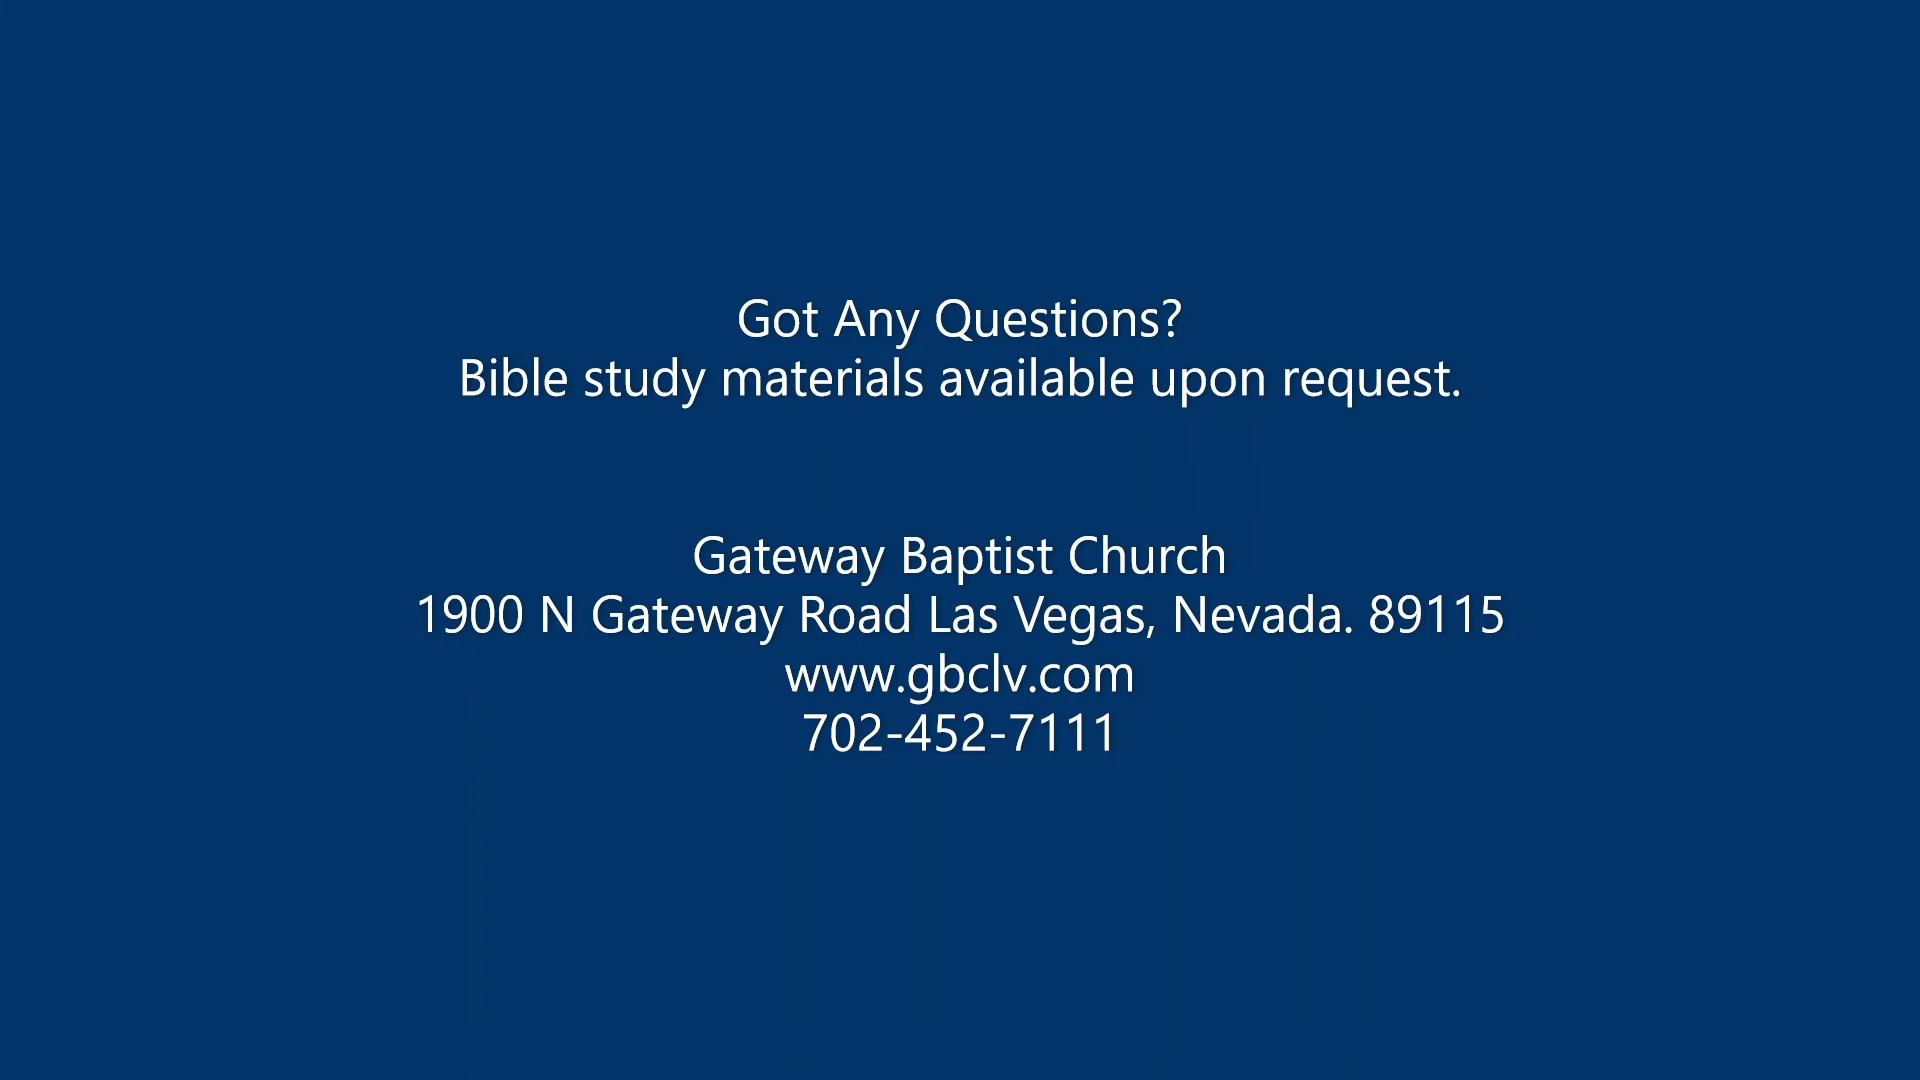 Got Any Questions?
Bible study materials available upon request.
Gateway Baptist Church
1900 N Gateway Road Las Vegas, Nevada. 89115
www.gbclv.com
702-452-7111